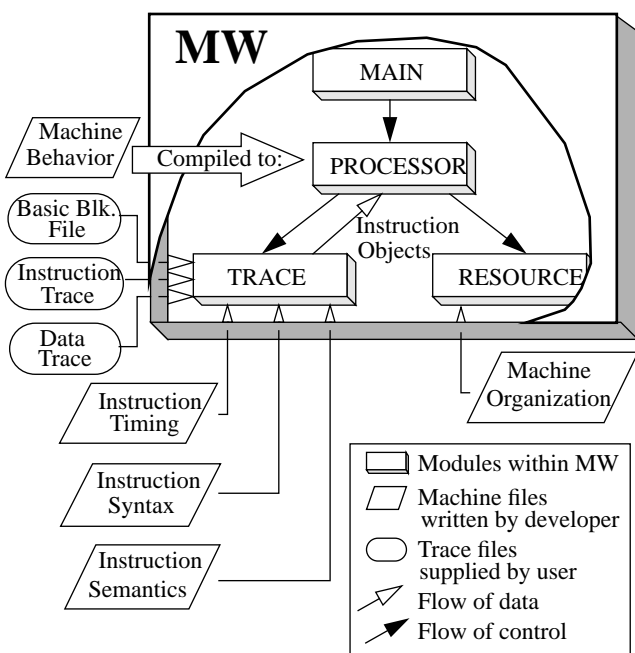 MW
MAIN
Machine
Behavior
Compiled to:
PROCESSOR
Basic Blk.
File
Instruction
Objects
Instruction
Trace
TRACE
RESOURCE
Data
Trace
Machine
Organization
Instruction
Timing
Instruction
Syntax
Instruction
Semantics
Modules within MW
Machine files
written by developer
Trace files
supplied by user
Flow of data
Flow of control